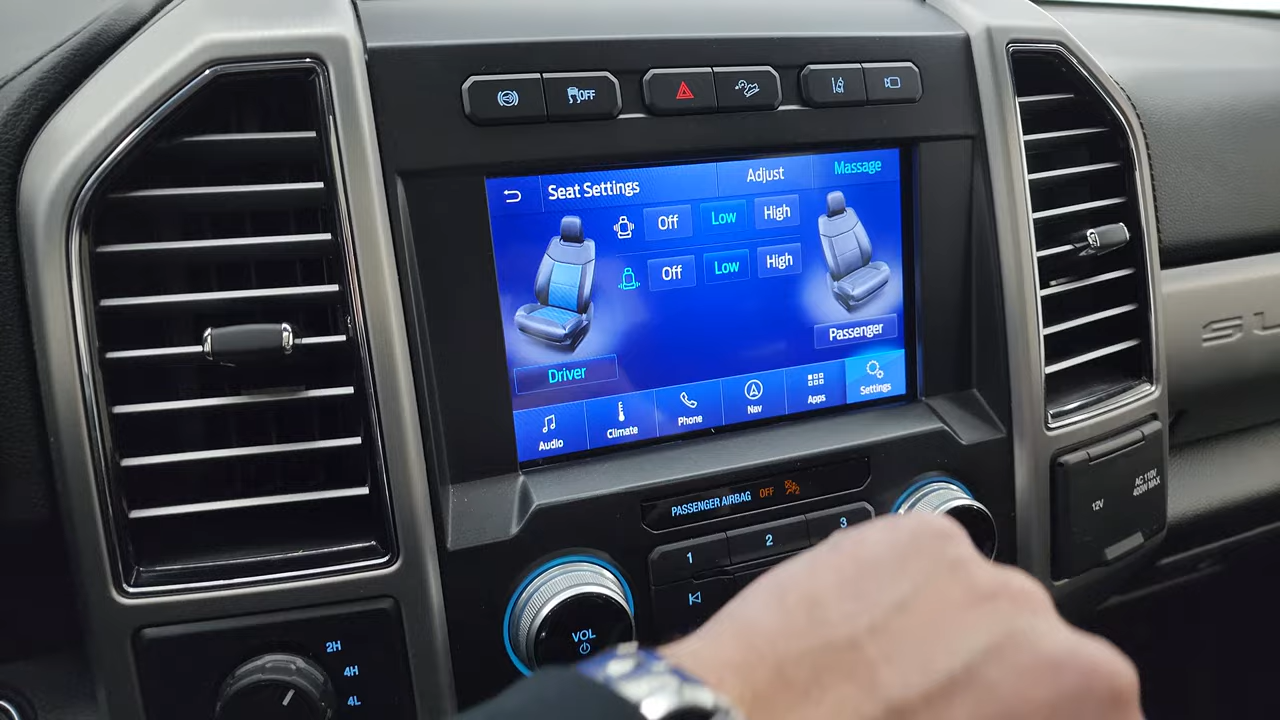 OFF
Seat Settings
Adjust
Massage
Off
Low
High
Off
Low
High
Passenger
Driver
Audio
Climate
Phone
Nav
Apps
Settings
PASSENGER AIRBAG OFF
1
2
3
VOL
2H
4H
4L
12V
AC 110V
400W MAX